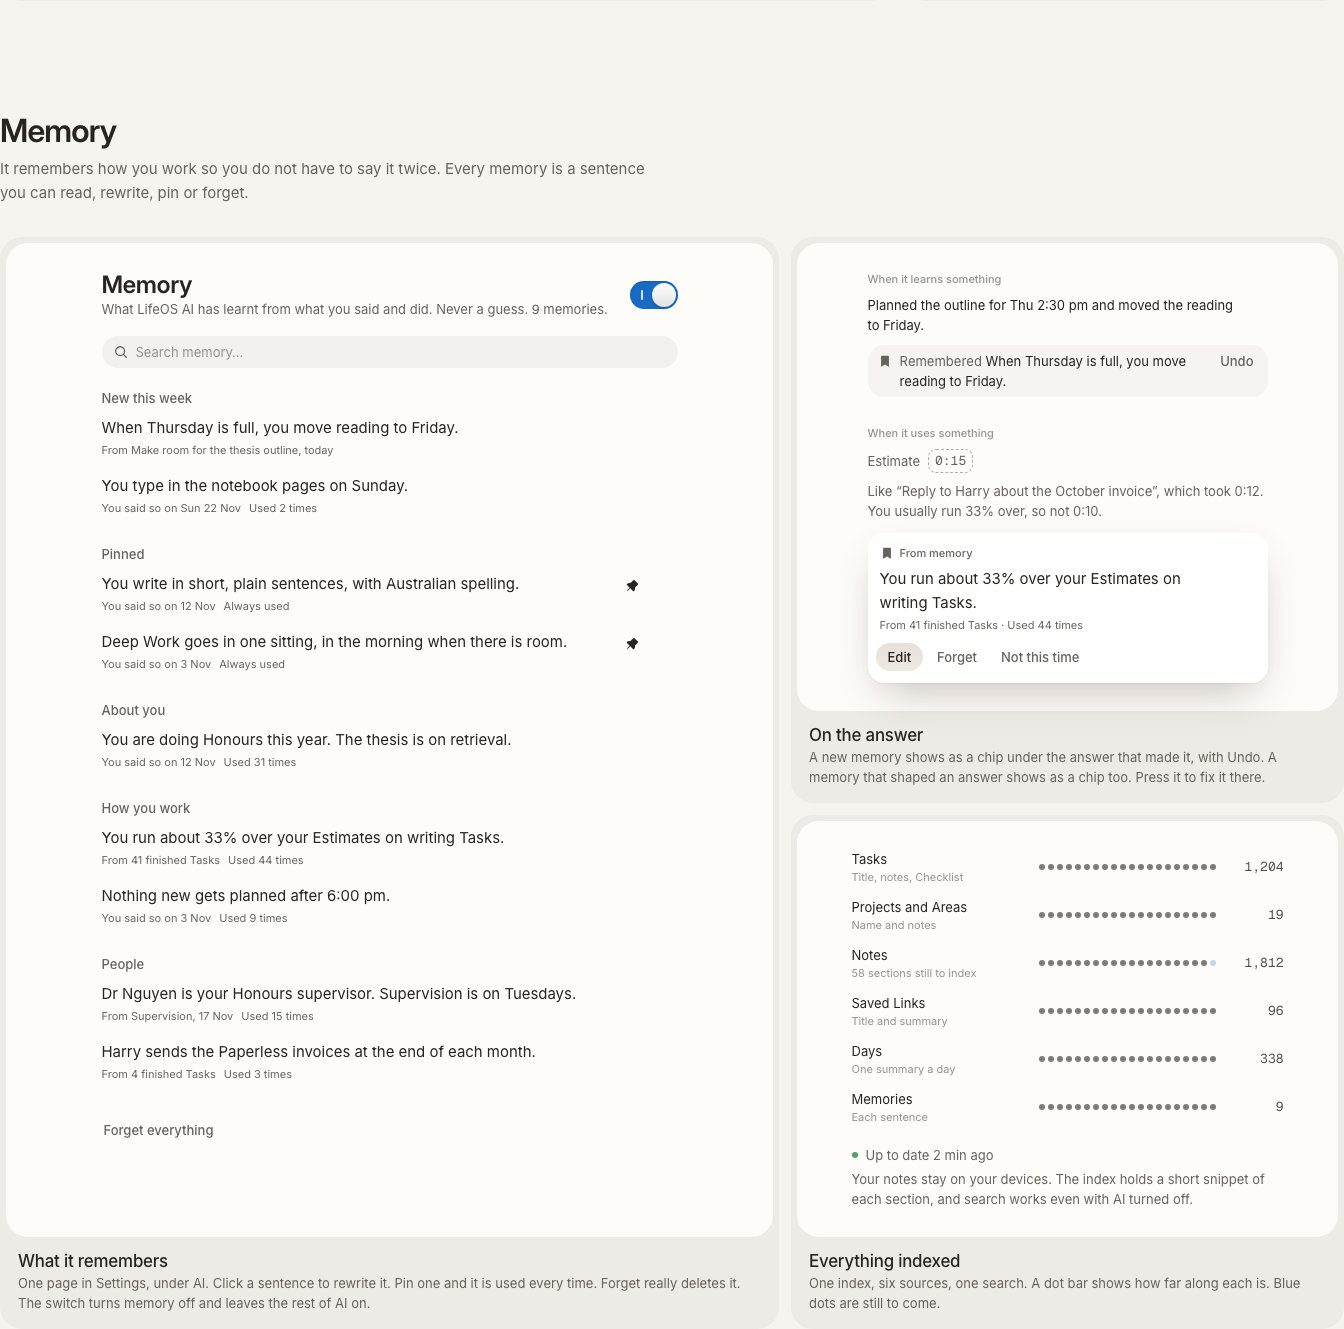 Memory
It remembers how you work so you do not have to say it twice. Every memory is a sentence
you can read, rewrite, pin or forget.
Memory
What LifeOS AI has learnt from what you said and did. Never a guess. 9 memories.
Search memory...
New this week
When Thursday is full, you move reading to Friday.
From Make room for the thesis outline, today
You type in the notebook pages on Sunday.
You said so on Sun 22 Nov Used 2 times
Pinned
You write in short, plain sentences, with Australian spelling.
You said so on 12 Nov Always used
Deep Work goes in one sitting, in the morning when there is room.
You said so on 3 Nov Always used
About you
You are doing Honours this year. The thesis is on retrieval.
You said so on 12 Nov Used 31 times
How you work
You run about 33% over your Estimates on writing Tasks.
From 41 finished Tasks Used 44 times
Nothing new gets planned after 6:00 pm.
You said so on 3 Nov Used 9 times
People
Dr Nguyen is your Honours supervisor. Supervision is on Tuesdays.
From Supervision, 17 Nov Used 15 times
Harry sends the Paperless invoices at the end of each month.
From 4 finished Tasks Used 3 times
Forget everything
What it remembers
One page in Settings, under AI. Click a sentence to rewrite it. Pin one and it is used every time. Forget really deletes it.
The switch turns memory off and leaves the rest of AI on.
When it learns something
Planned the outline for Thu 2:30 pm and moved the reading
to Friday.
Remembered When Thursday is full, you move Undo
reading to Friday.
When it uses something
Estimate 0:15
Like “Reply to Harry about the October invoice”, which took 0:12.
You usually run 33% over, so not 0:10.
From memory
You run about 33% over your Estimates on
writing Tasks.
From 41 finished Tasks · Used 44 times
Edit Forget Not this time
On the answer
A new memory shows as a chip under the answer that made it, with Undo. A
memory that shaped an answer shows as a chip too. Press it to fix it there.
Tasks 1,204
Title, notes, Checklist
Projects and Areas 19
Name and notes
Notes 1,812
58 sections still to index
Saved Links 96
Title and summary
Days 338
One summary a day
Memories 9
Each sentence
Up to date 2 min ago
Your notes stay on your devices. The index holds a short snippet of
each section, and search works even with AI turned off.
Everything indexed
One index, six sources, one search. A dot bar shows how far along each is. Blue
dots are still to come.